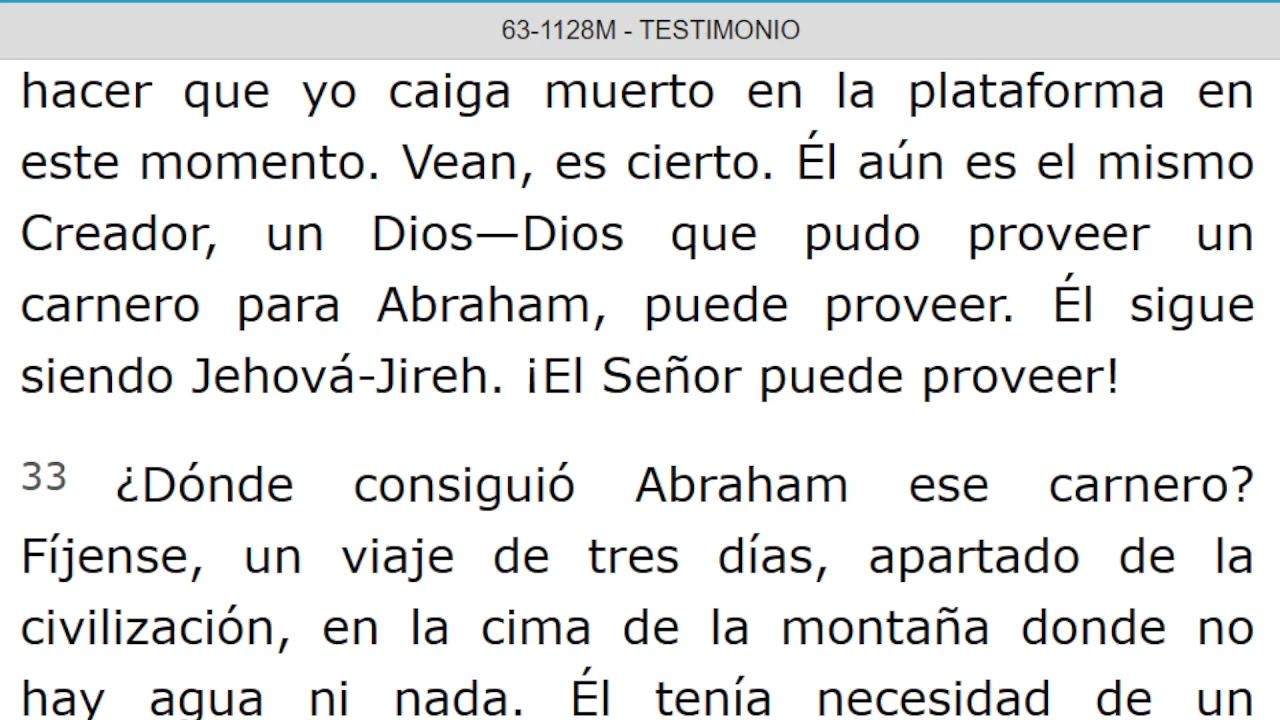 63-1128M - TESTIMONIO
hacer que yo caiga muerto en la plataforma en
este momento. Vean, es cierto. Él aún es el mismo
Creador, un Dios—Dios que pudo proveer un
carnero para Abraham, puede proveer. Él sigue
siendo Jehová-Jireh. ¡El Señor puede proveer!
33 ¿Dónde consiguió Abraham ese carnero?
Fíjense, un viaje de tres días, apartado de la
civilización, en la cima de la montaña donde no
hay agua ni nada. Él tenía necesidad de un